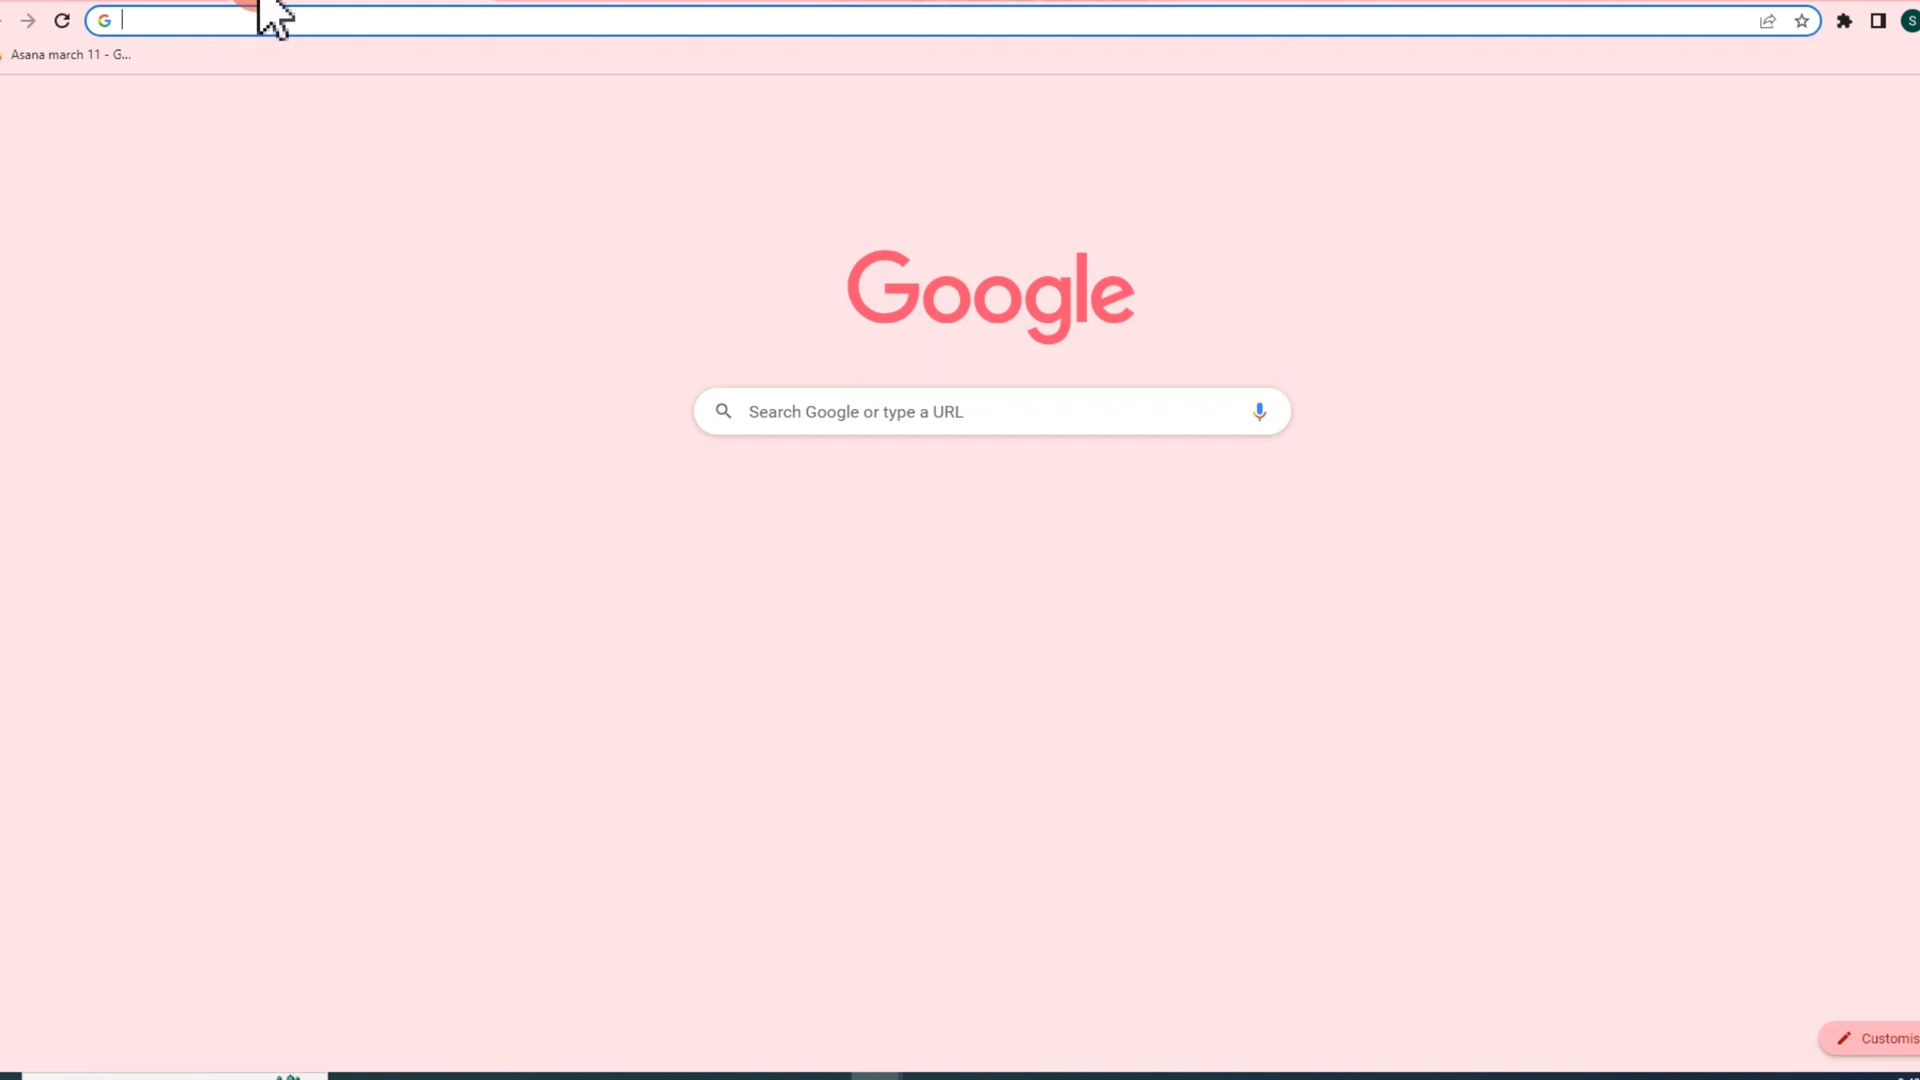 G
S
Asana march 11 - G...
Google
Search Google or type a URL
Customis